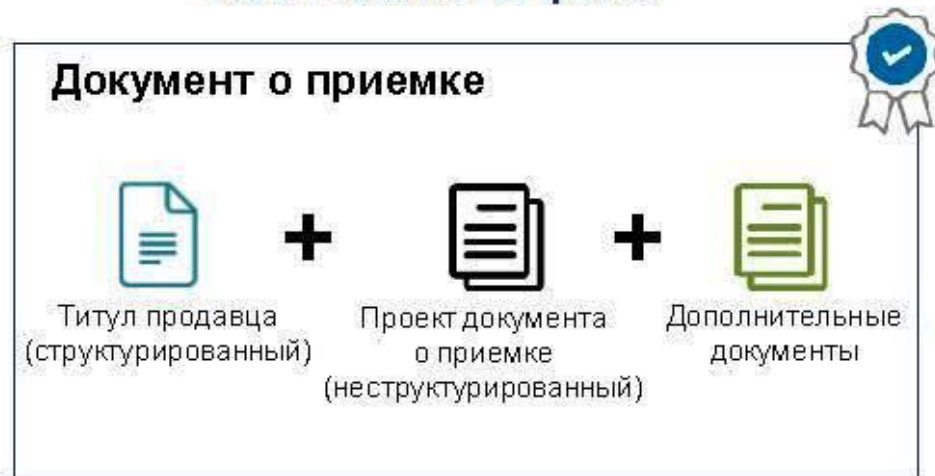 Документ о приемке
Титул продавца
(структурированный)
Проект документа
о приемке
(неструктурированный)
Дополнительные
документы